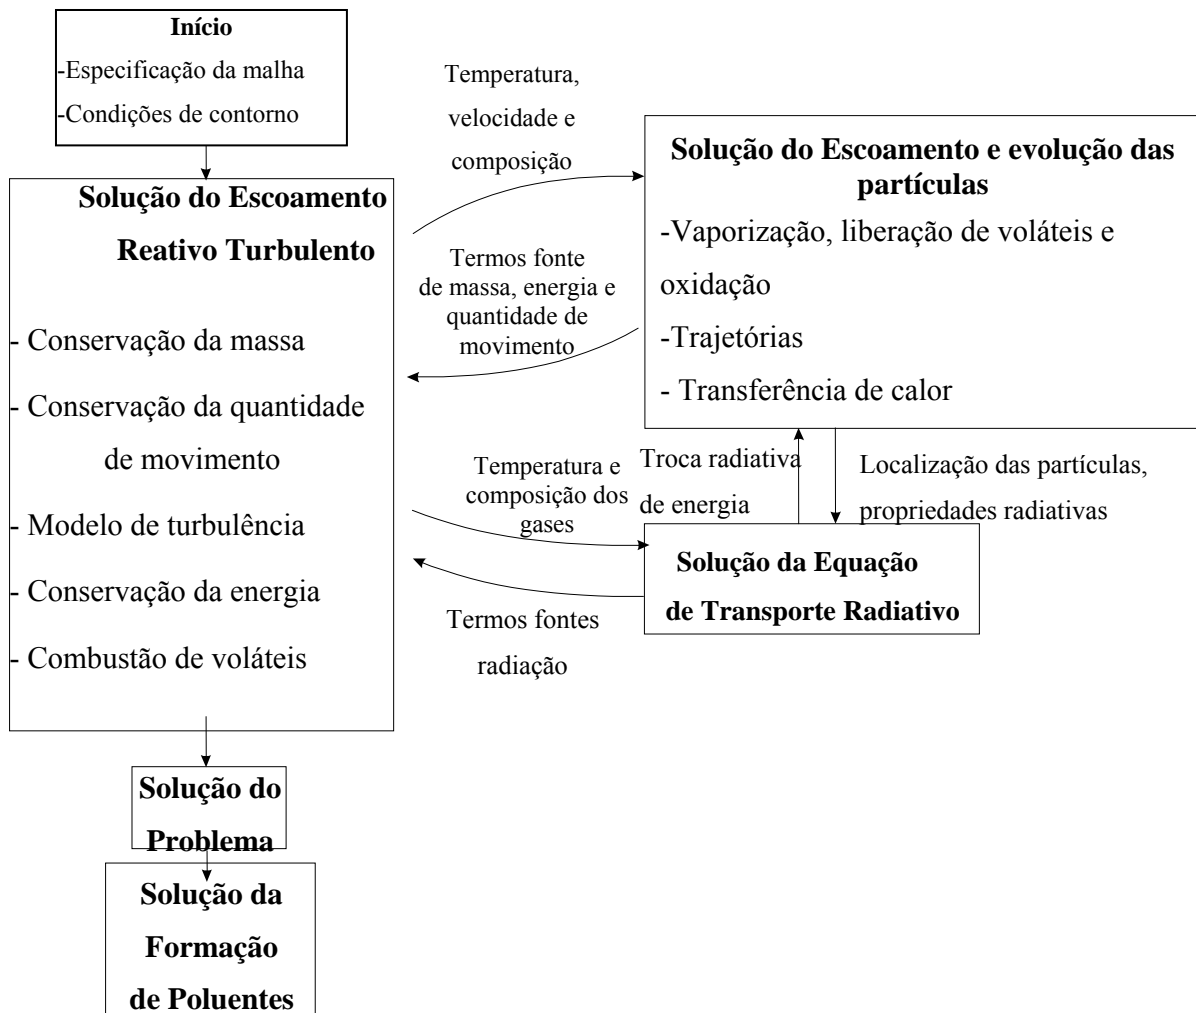 Início
-Especificação da malha
-Condições de contorno
Temperatura,
velocidade e
composição
Solução do Escoamento e evolução das
partículas
-Vaporização, liberação de voláteis e
oxidação
-Trajetórias
- Transferência de calor
Solução do Escoamento
Reativo Turbulento
- Conservação da massa
- Conservação da quantidade
de movimento
- Modelo de turbulência
- Conservação da energia
- Combustão de voláteis
Termos fonte
de massa, energia e
quantidade de
movimento
Temperatura e
composição dos
gases
Troca radiativa
de energia
Localização das partículas,
propriedades radiativas
Solução da Equação
de Transporte Radiativo
Termos fontes
radiação
Solução do
Problema
Solução da
Formação
de Poluentes